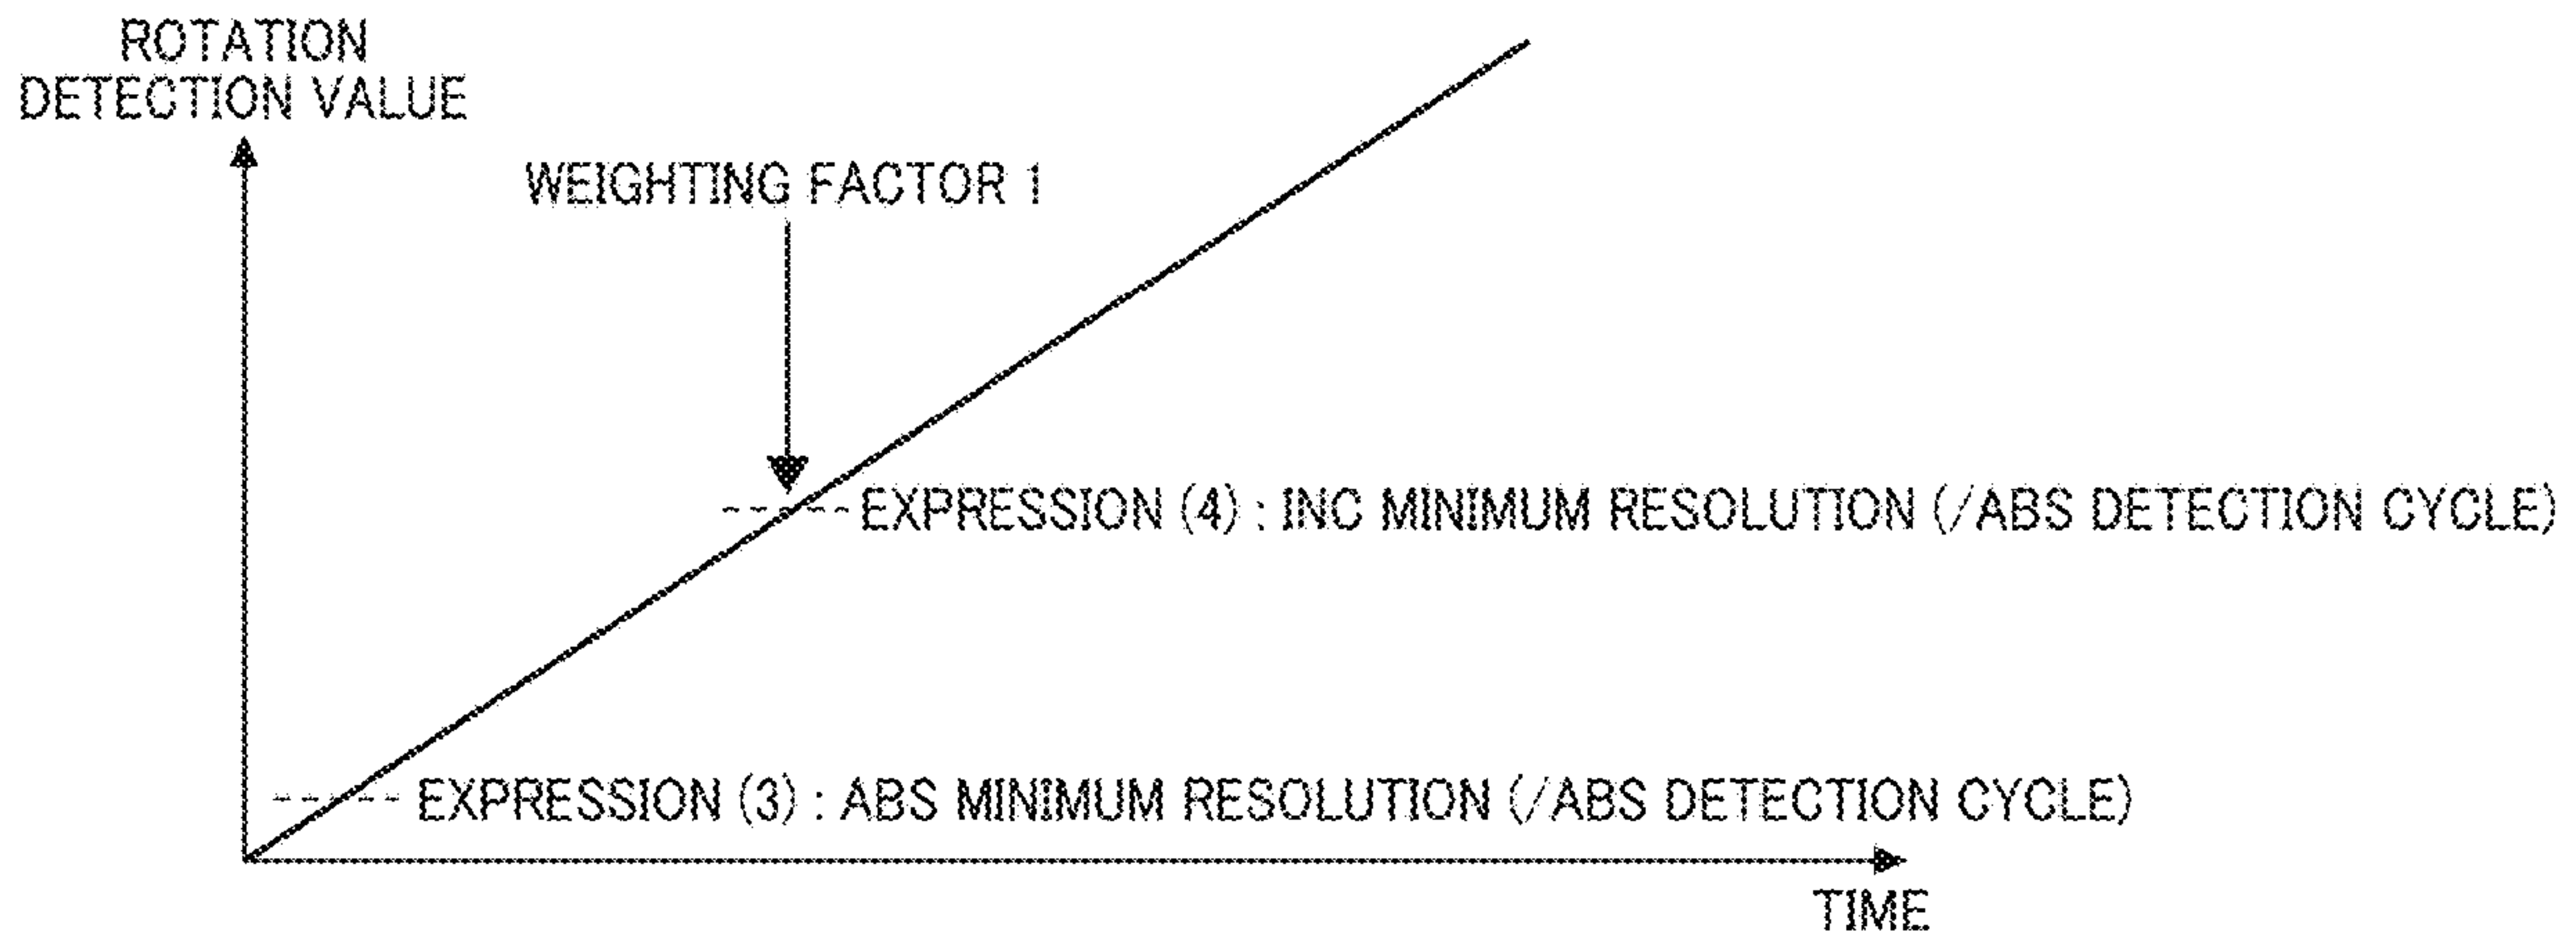 ROTATION
DETECTION VALUE
WEIGHTING FACTOR 1
EXPRESSION (4) : INC MINIMUM RESOLUTION (/ABS DETECTION CYCLE)
EXPRESSION (3) : ABS MINIMUM RESOLUTION (/ABS DETECTION CYCLE)
TIME